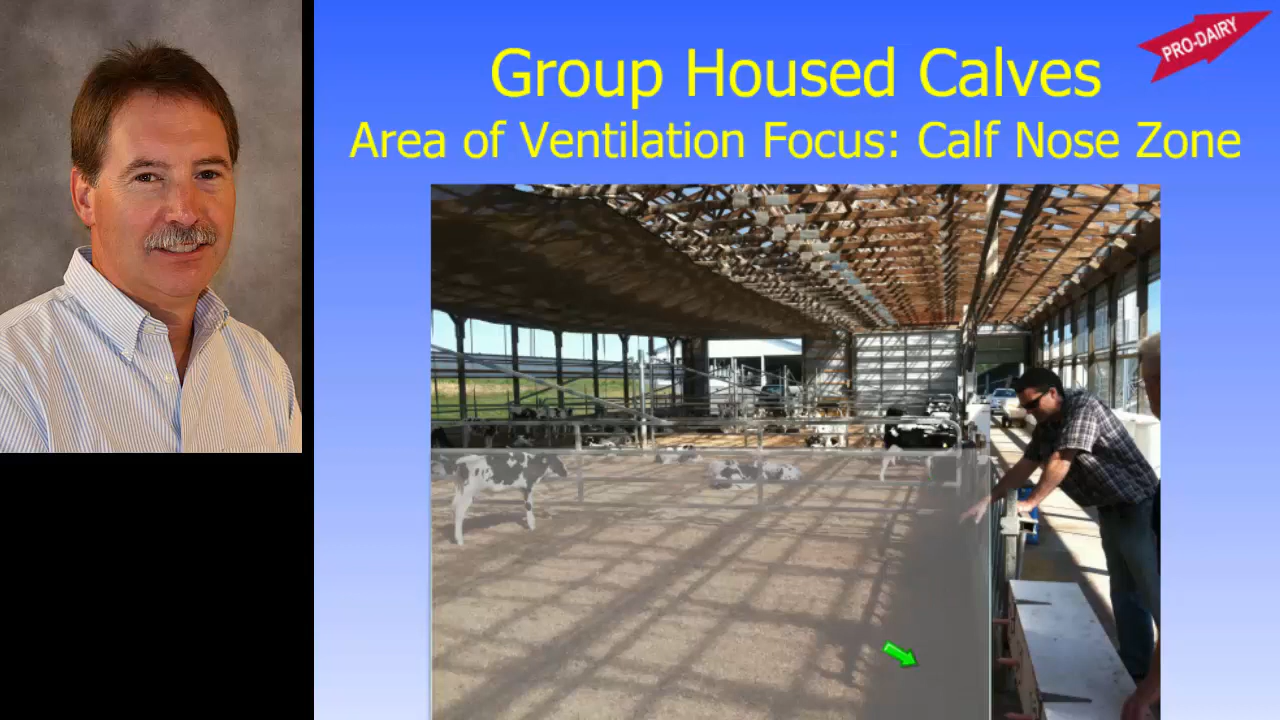 Group Housed Calves
Area of Ventilation Focus: Calf Nose Zone
PRO-DAIRY